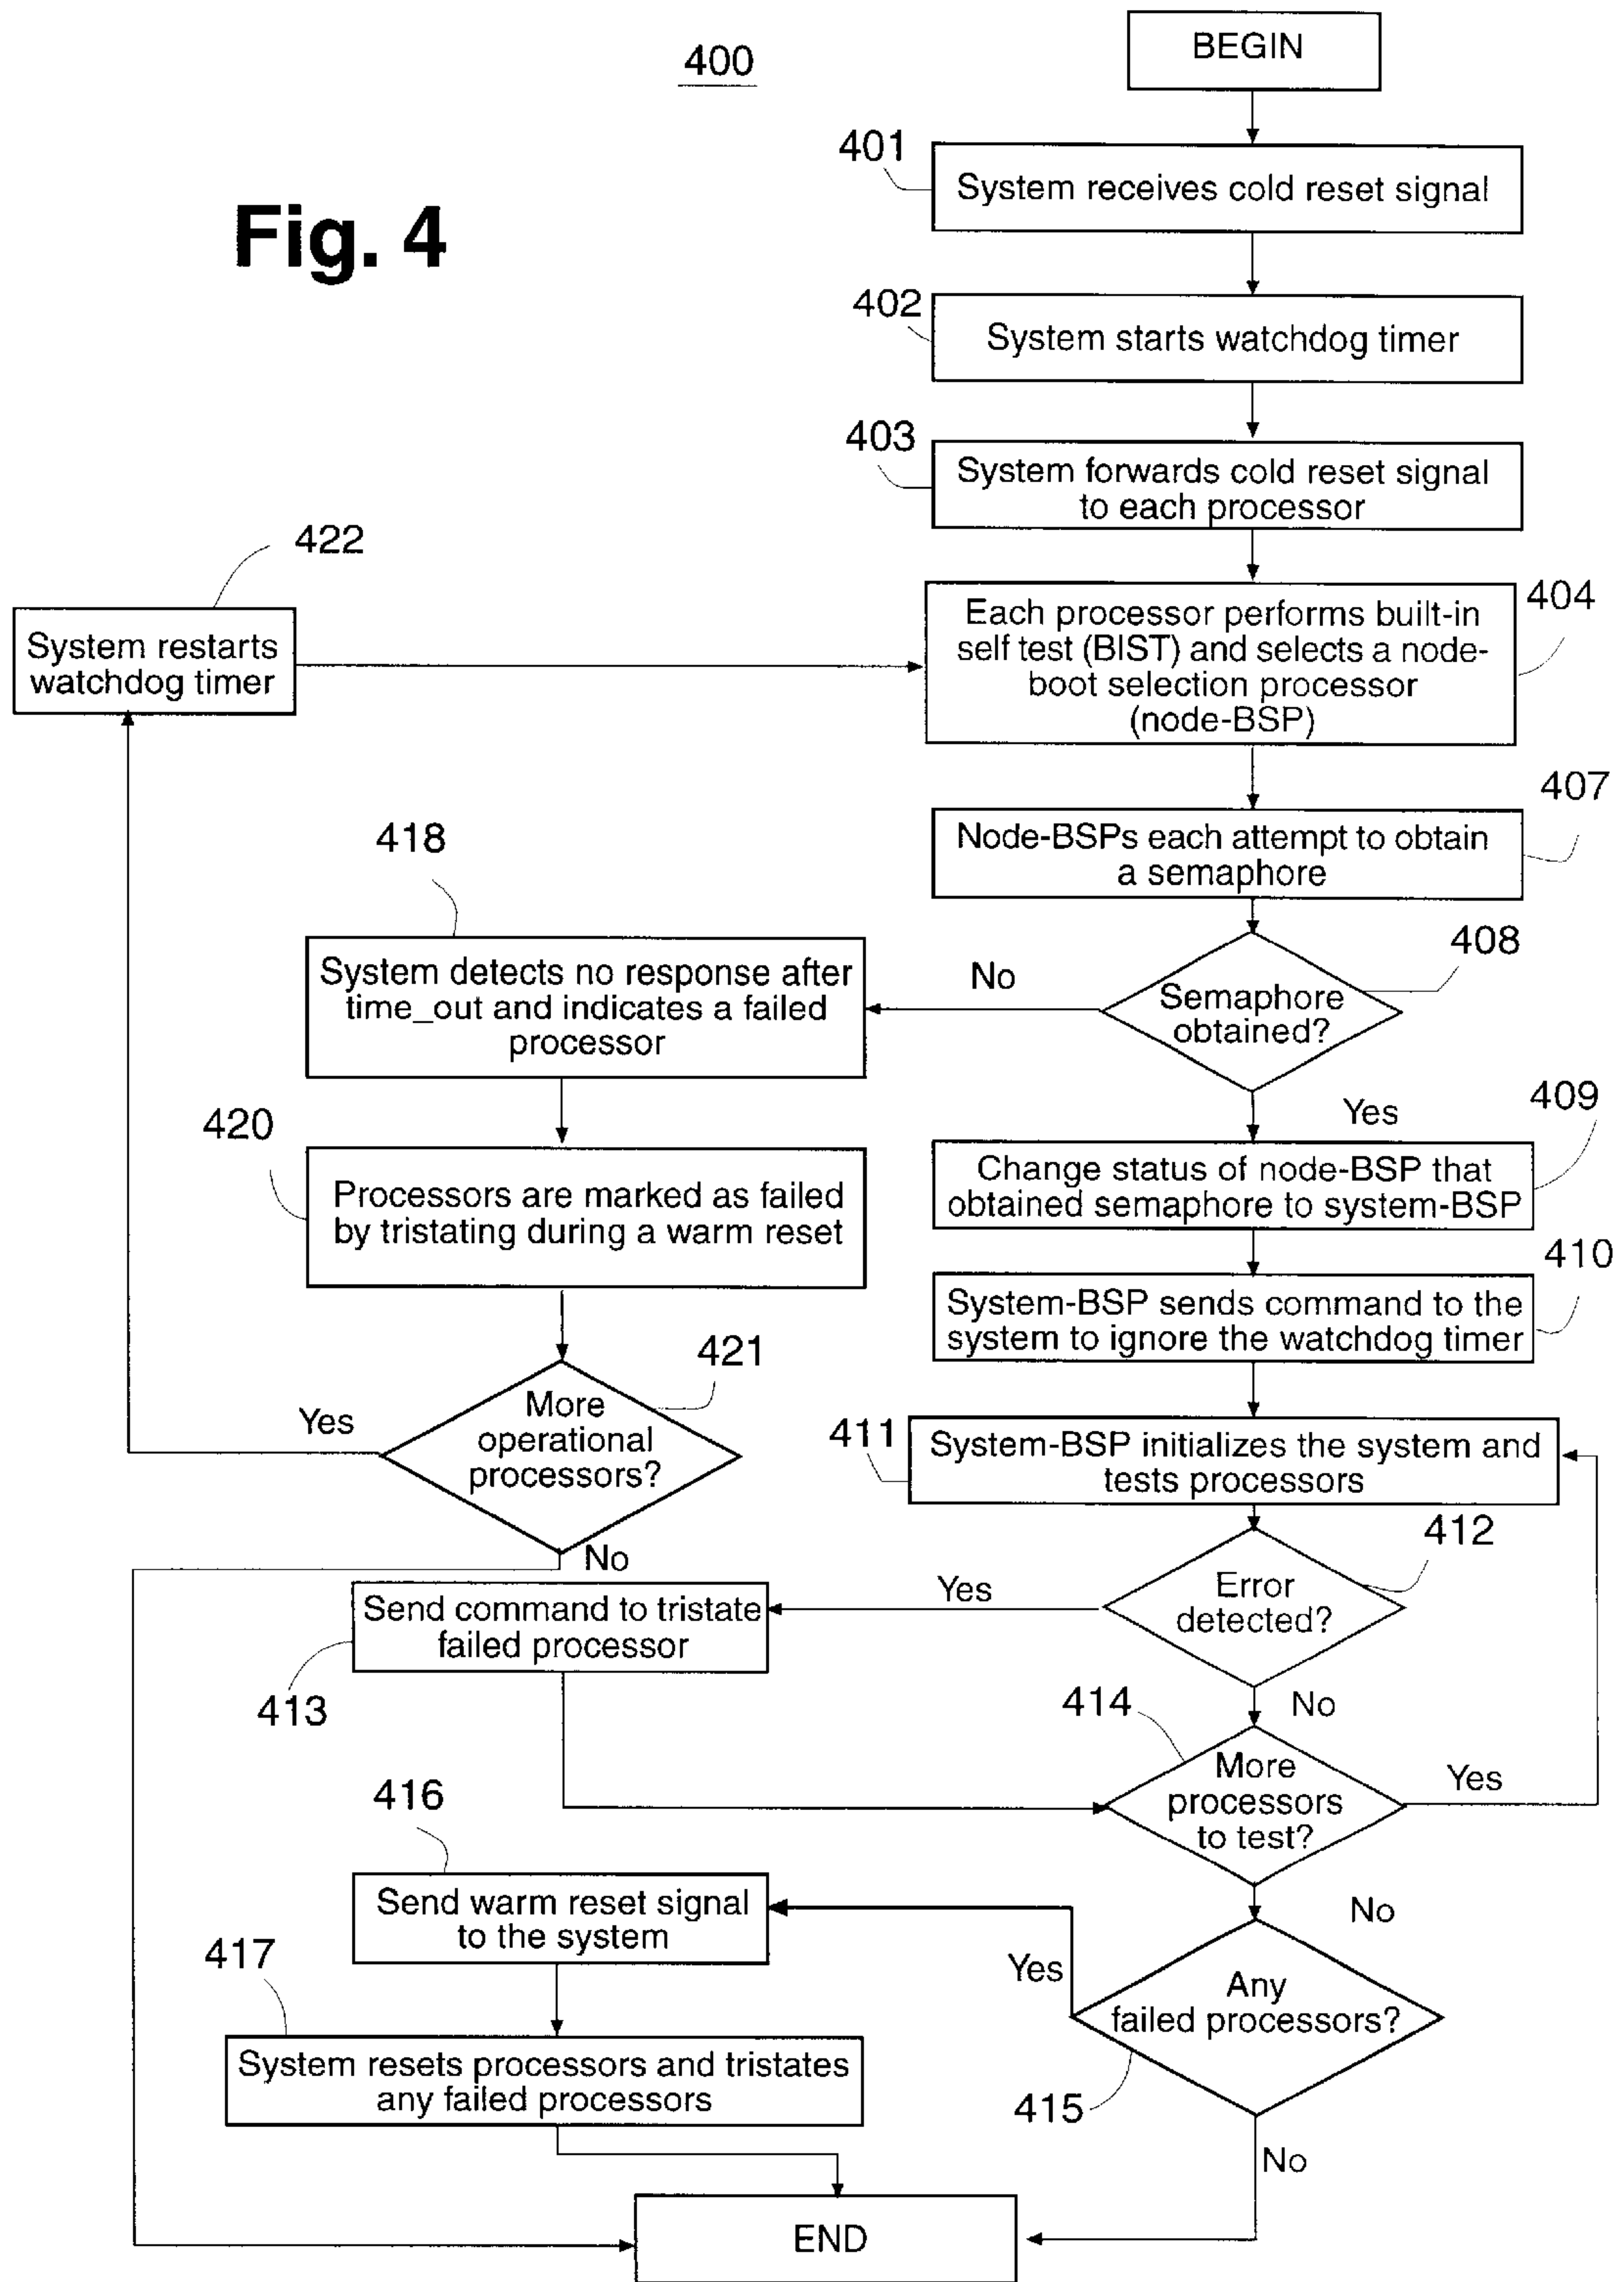 400
BEGIN
Fig. 4
401
System receives cold reset signal
402
System starts watchdog timer
403
System forwards cold reset signal
to each processor
422
System restarts
watchdog timer
404
Each processor performs built-in
self test (BIST) and selects a node-
boot selection processor
(node-BSP)
407
Node-BSPs each attempt to obtain
a semaphore
418
System detects no response after
time_out and indicates a failed
processor
No
408
Semaphore
obtained?
Yes
409
Change status of node-BSP that
obtained semaphore to system-BSP
420
Processors are marked as failed
by tristating during a warm reset
410
System-BSP sends command to the
system to ignore the watchdog timer
421
More
operational
processors?
Yes
No
411
System-BSP initializes the system and
tests processors
412
Error
detected?
Yes
No
Send command to tristate
failed processor
413
414
More
processors
to test?
Yes
No
416
Send warm reset signal
to the system
Yes
Any
failed processors?
415
No
417
System resets processors and tristates
any failed processors
END